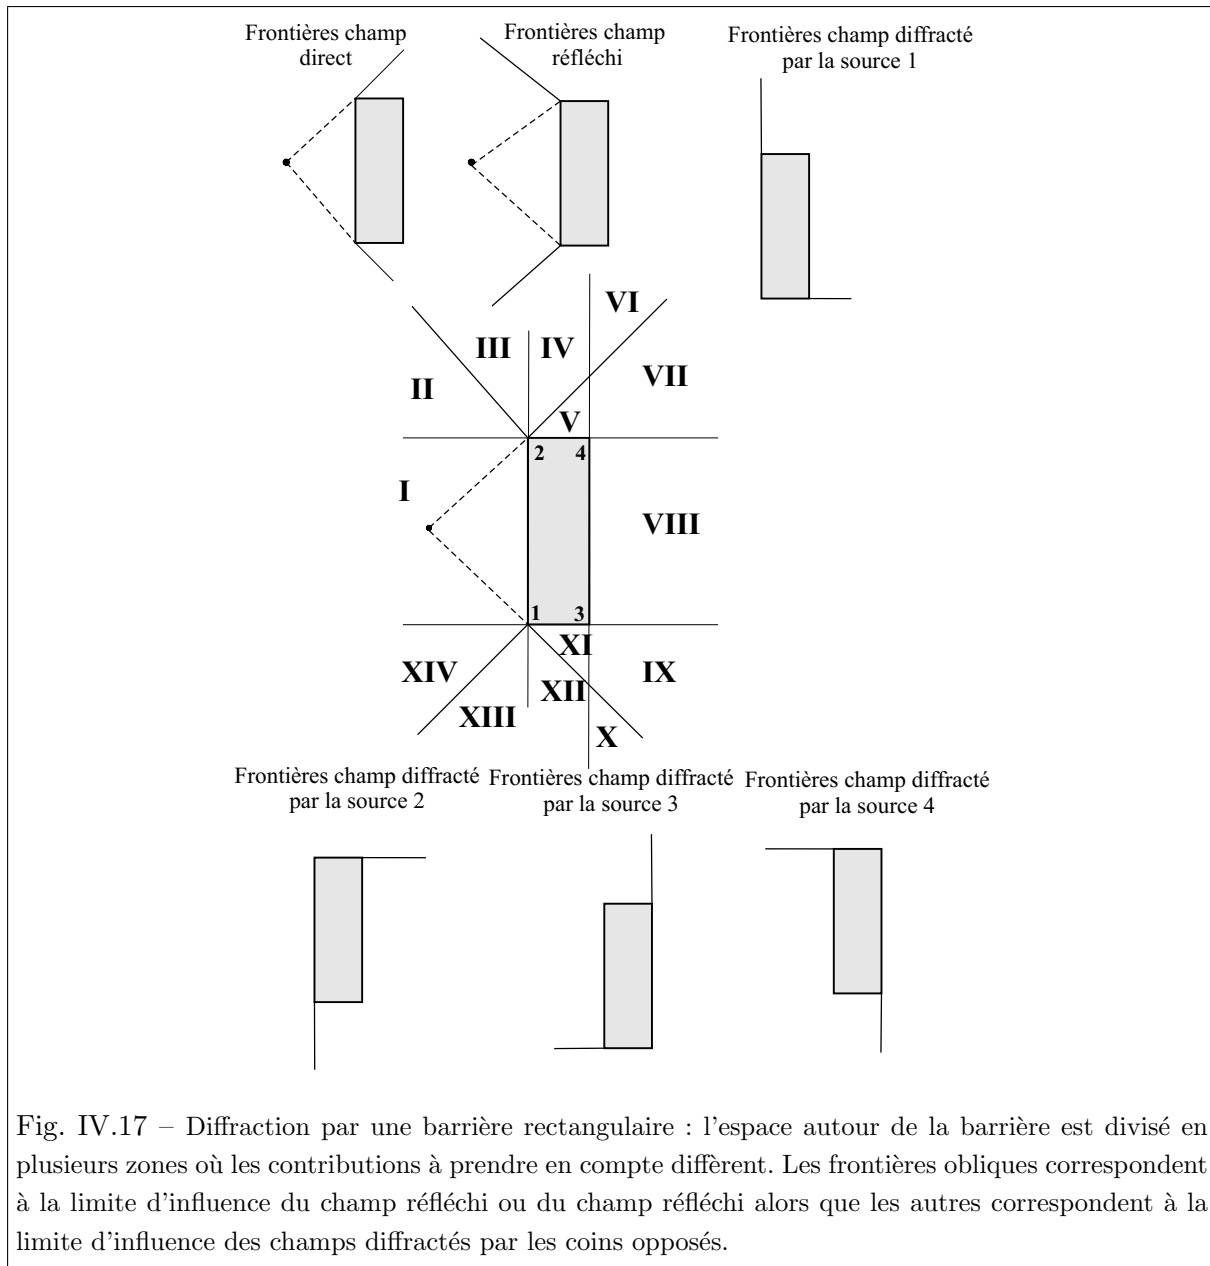 Frontières champ
direct
Frontières champ
réfléchi
Frontières champ diffracté
par la source 1
VI
III
IV
II
VII
V
2
4
I
VIII
1
3
XI
XIV
XII
IX
XIII
X
Frontières champ diffracté
par la source 2
Frontières champ diffracté
par la source 3
Frontières champ diffracté
par la source 4
Fig. IV.17 – Diffraction par une barrière rectangulaire : l'espace autour de la barrière est divisé en
plusieurs zones où les contributions à prendre en compte diffèrent. Les frontières obliques correspondent
à la limite d'influence du champ réfléchi ou du champ réfléchi alors que les autres correspondent à la
limite d'influence des champs diffractés par les coins opposés.